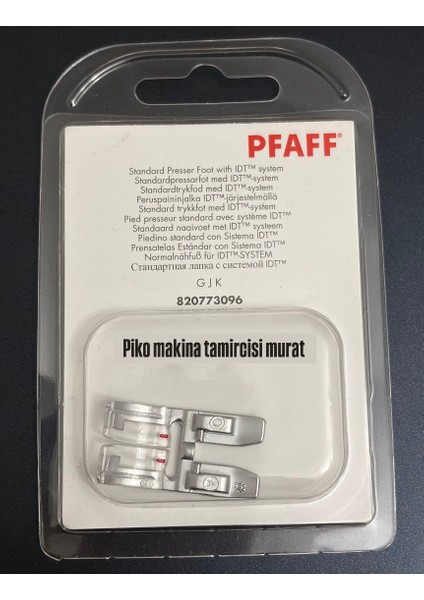 PFAFF®
Standard Presser Foot with IDT™ system
Standardpressarfot med IDT™-system
Standardtrykfod med IDT™-system
Peruspaininjalka IDT™-järjestelmällä
Standard trykkfot med IDT™-system
Pied presseur standard avec système IDT™
Standaard naaivoet met IDT™ systeem
Piedino standard con Sistema IDT™
Prensatelas Estándar con Sistema IDT™
Normalnähfuß für IDT™-SYSTEM
Стандартная лапка с системой IDT™
G J K
820773096
Piko makina tamircisi murat